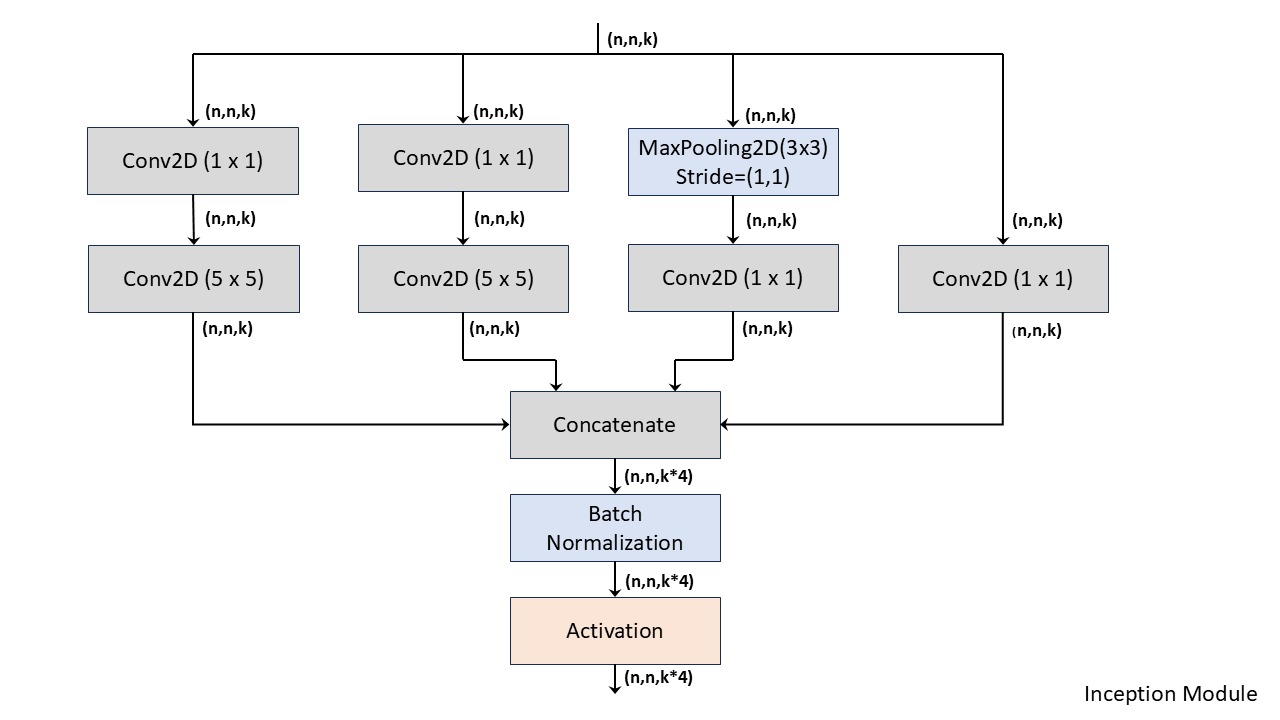 (n,n,k)
(n,n,k)
(n,n,k)
(n,n,k)
Conv2D (1 x 1)
Conv2D (1 x 1)
MaxPooling2D(3x3)
Stride=(1,1)
(n,n,k)
(n,n,k)
(n,n,k)
(n,n,k)
Conv2D (5 x 5)
Conv2D (5 x 5)
Conv2D (1 x 1)
Conv2D (1 x 1)
(n,n,k)
(n,n,k)
(n,n,k)
(n,n,k)
Concatenate
(n,n,k*4)
Batch
Normalization
(n,n,k*4)
Activation
(n,n,k*4)
Inception Module